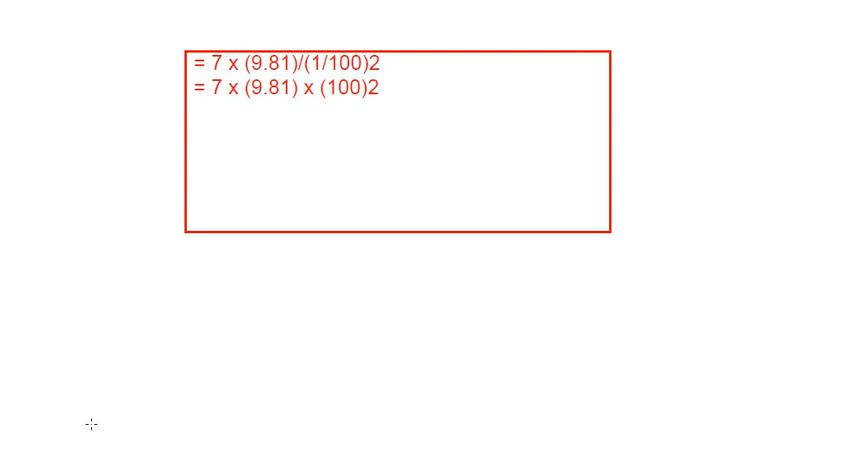 = 7 x (9.81)/(1/100)2
= 7 x (9.81) x (100)2